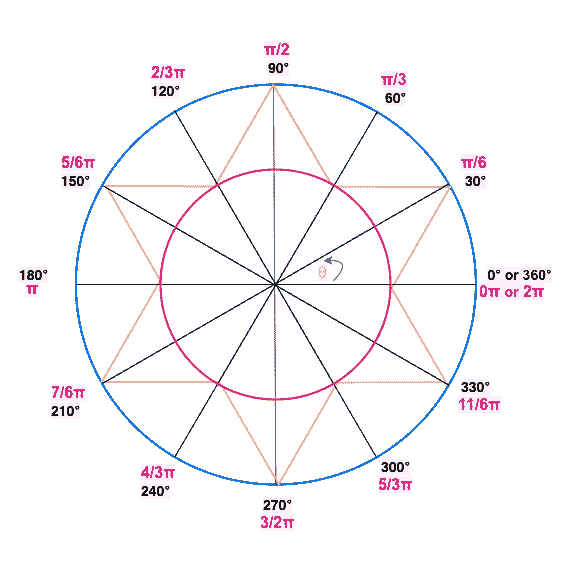 π/2
90°
2/3π
120°
π/3
60°
5/6π
150°
π/6
30°
θ
180°
π
0° or 360°
0π or 2π
7/6π
210°
330°
11/6π
4/3π
240°
300°
5/3π
270°
3/2π